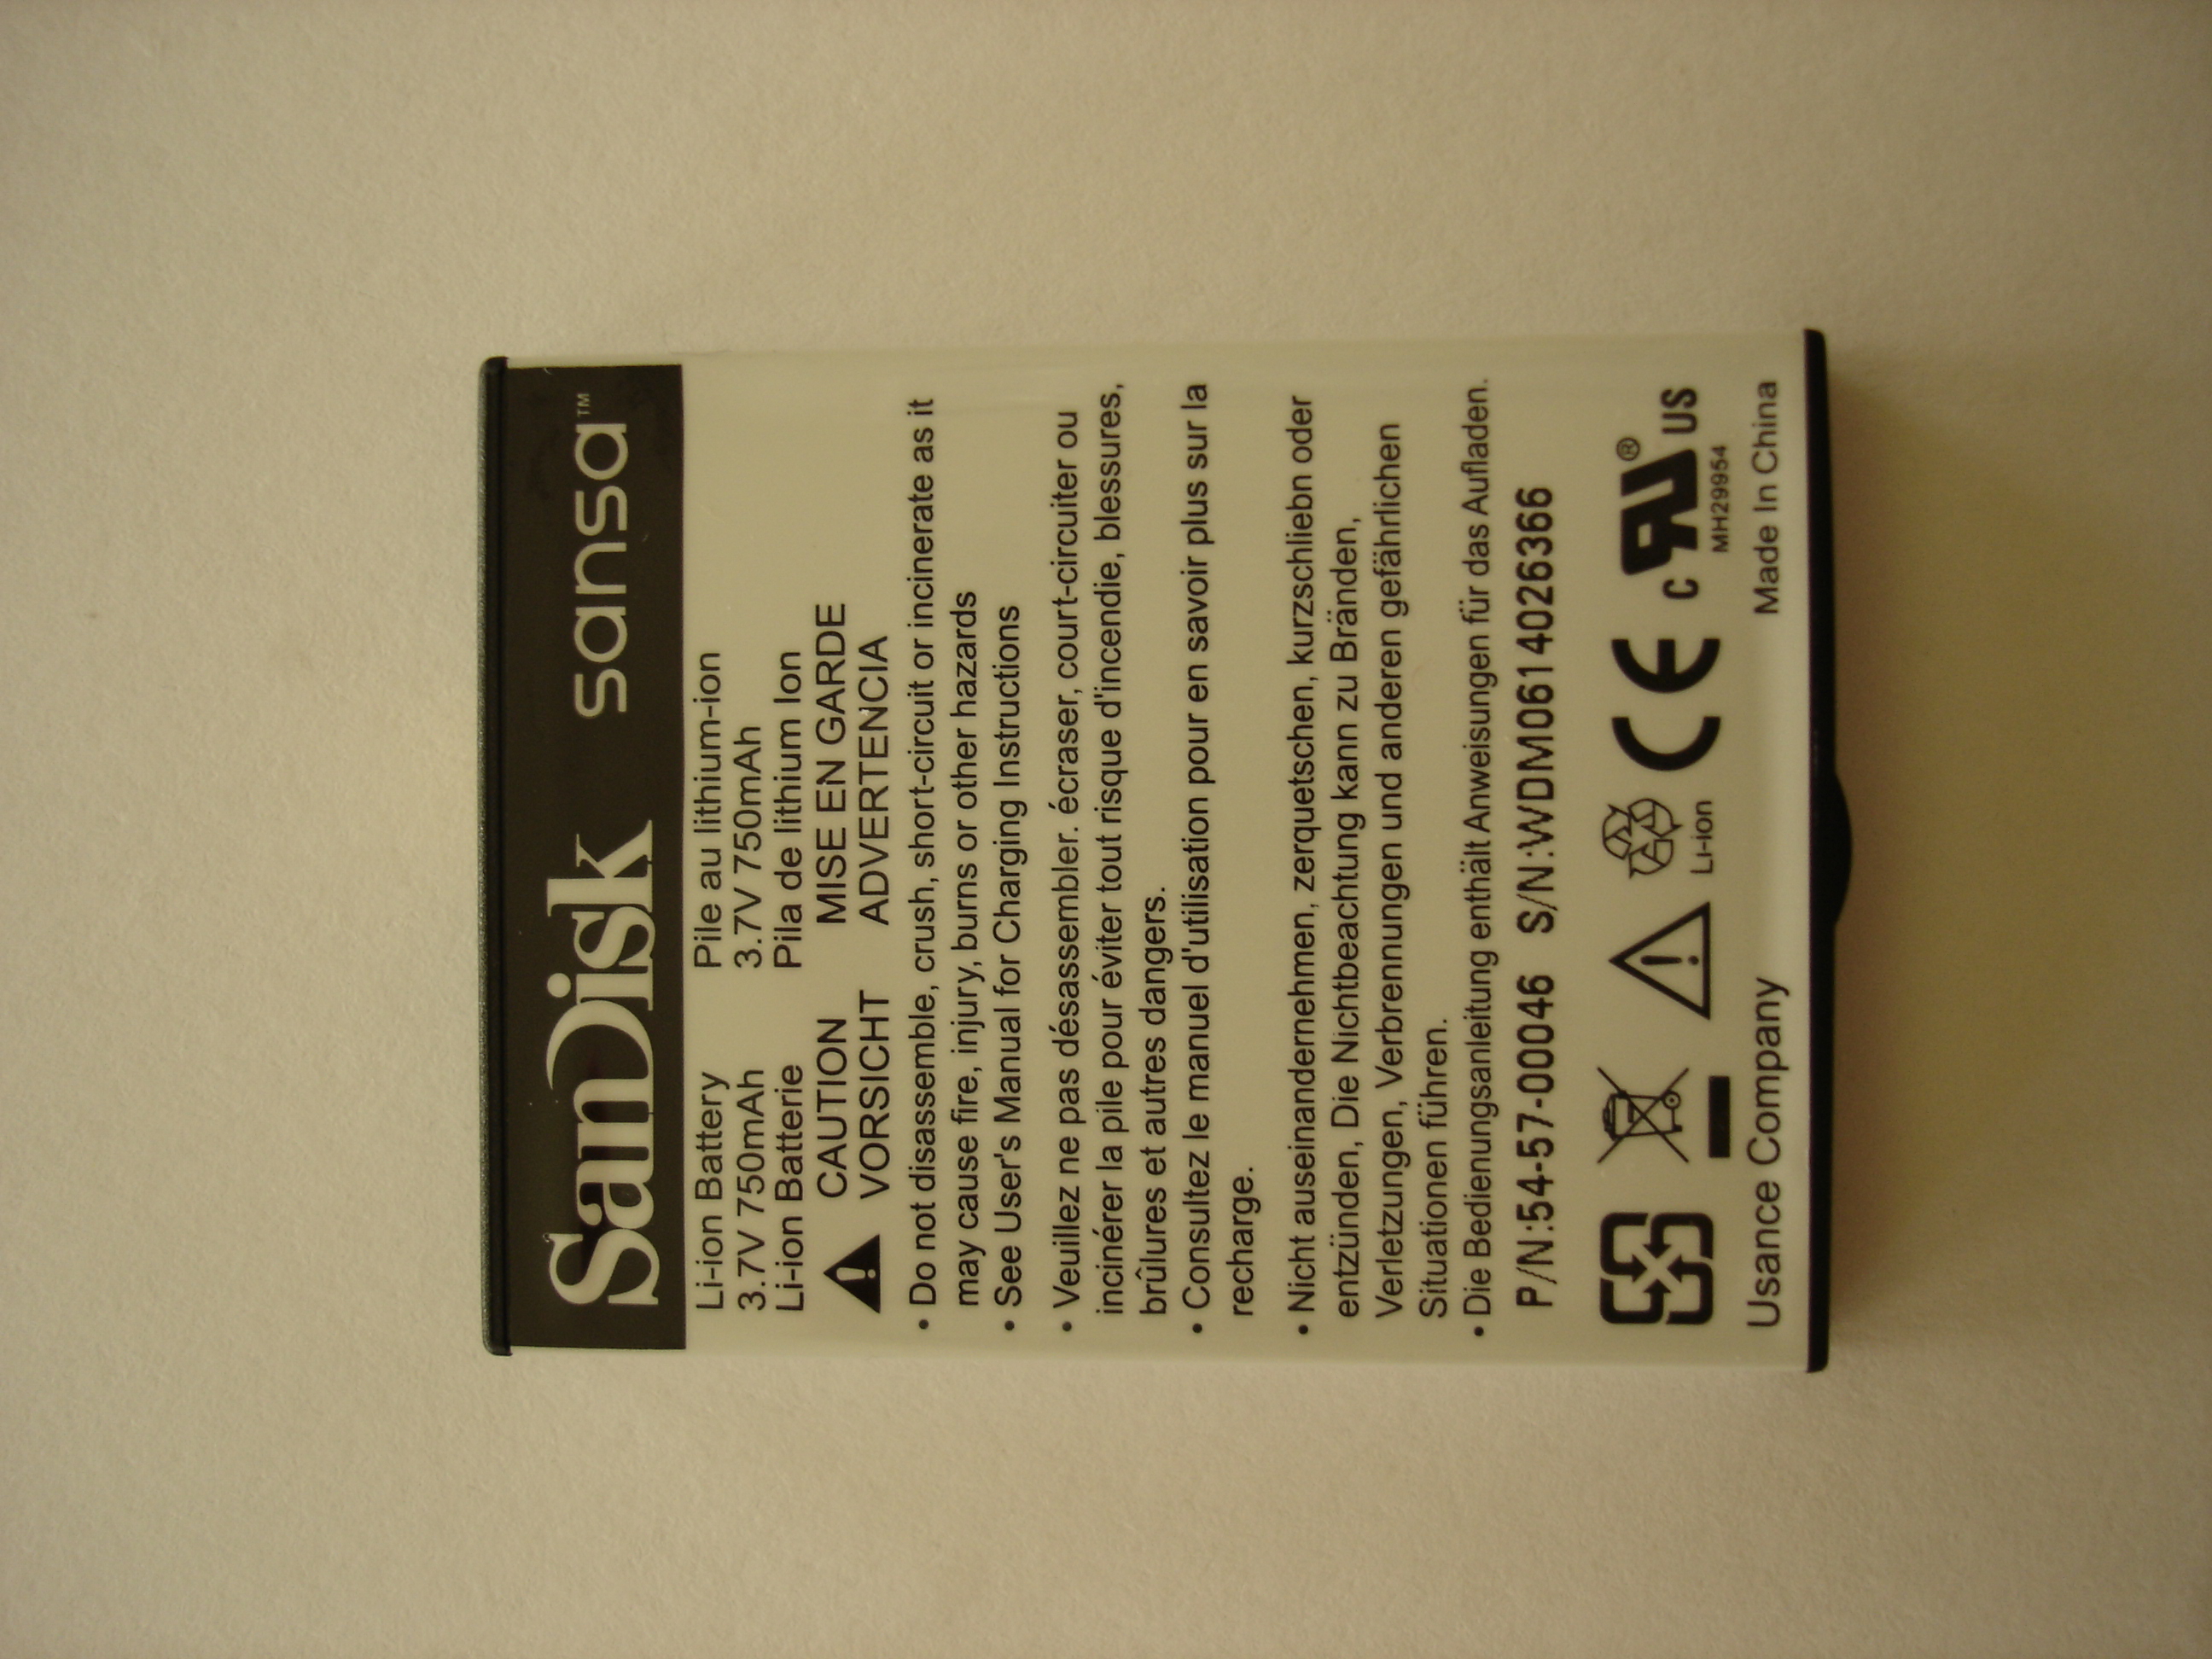 SanDisk sansa™
Li-ion Battery Pile au lithium-ion
3.7V 750mAh 3.7V 750mAh
Li-ion Batterie Pila de lithium Ion
CAUTION MISE EN GARDE
VORSICHT ADVERTENCIA
• Do not disassemble, crush, short-circuit or incinerate as it
may cause fire, injury, burns or other hazards
• See User's Manual for Charging Instructions
• Veuillez ne pas désassembler. écraser, court-circuiter ou
incinérer la pile pour éviter tout risque d'incendie, blessures,
brûlures et autres dangers.
• Consultez le manuel d'utilisation pour en savoir plus sur la
recharge.
• Nicht auseinandernehmen, zerquetschen, kurzschliebn oder
entzünden, Die Nichtbeachtung kann zu Bränden,
Verletzungen, Verbrennungen und anderen gefährlichen
Situationen führen.
• Die Bedienungsanleitung enthält Anweisungen für das Aufladen.
P/N:54-57-00046 S/N:WDM0614026366
Li-ion CE c RU® US
MH29954
Usance Company Made In China